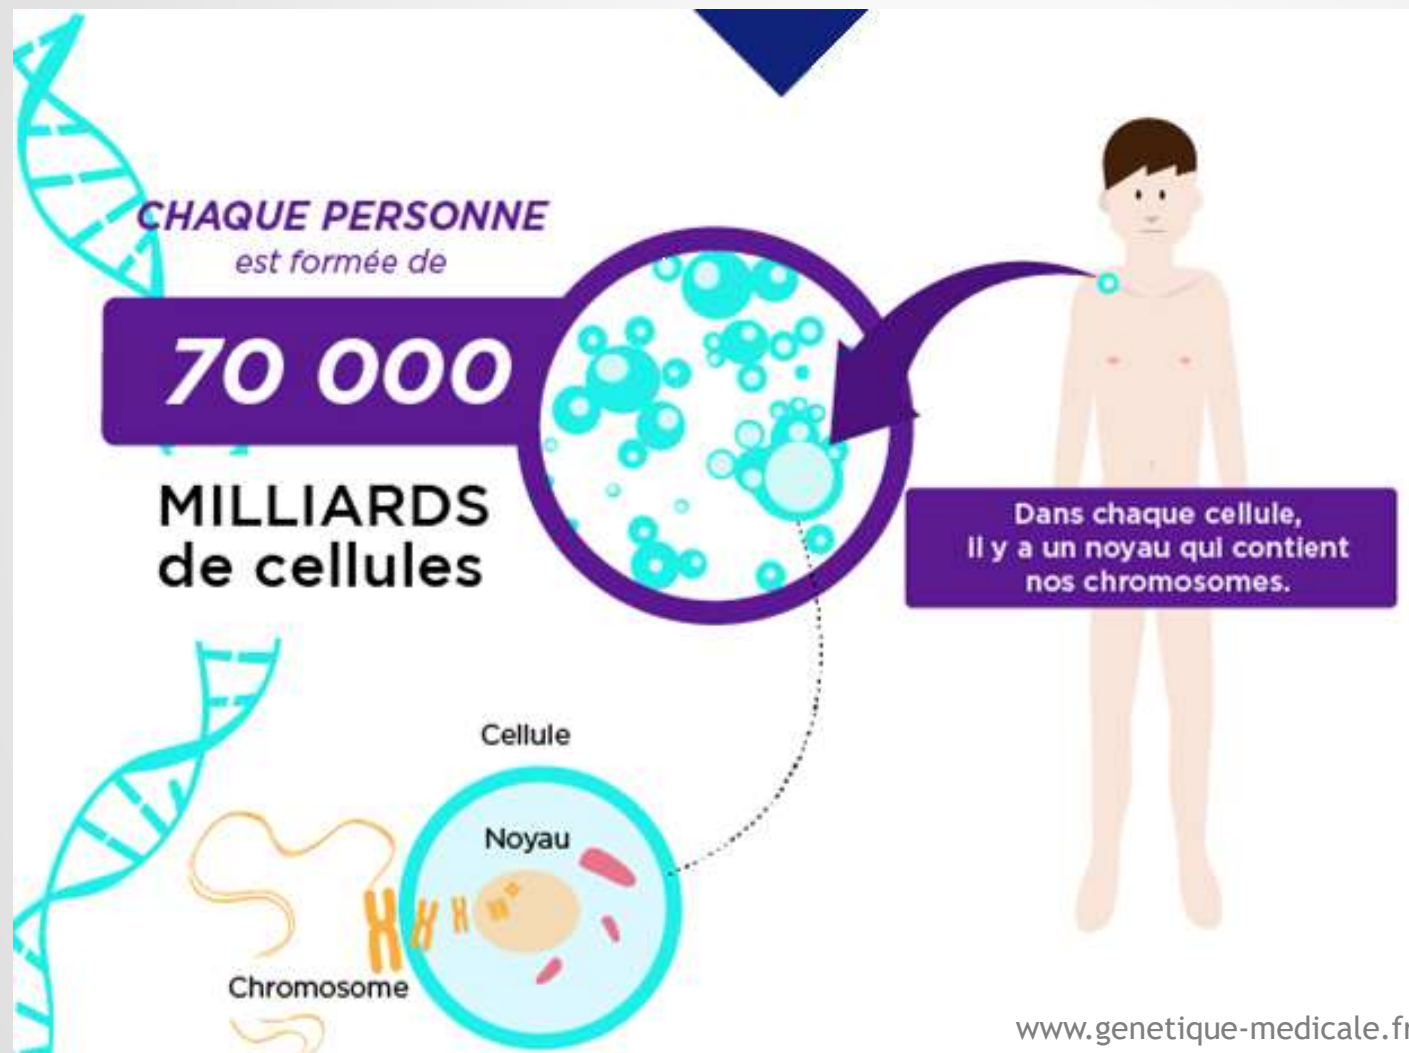 CHAQUE PERSONNE
est formée de
70 000
MILLIARDS
de cellules
Dans chaque cellule,
il y a un noyau qui contient
nos chromosomes.
Cellule
Noyau
Chromosome
www.genetique-medicale.fr